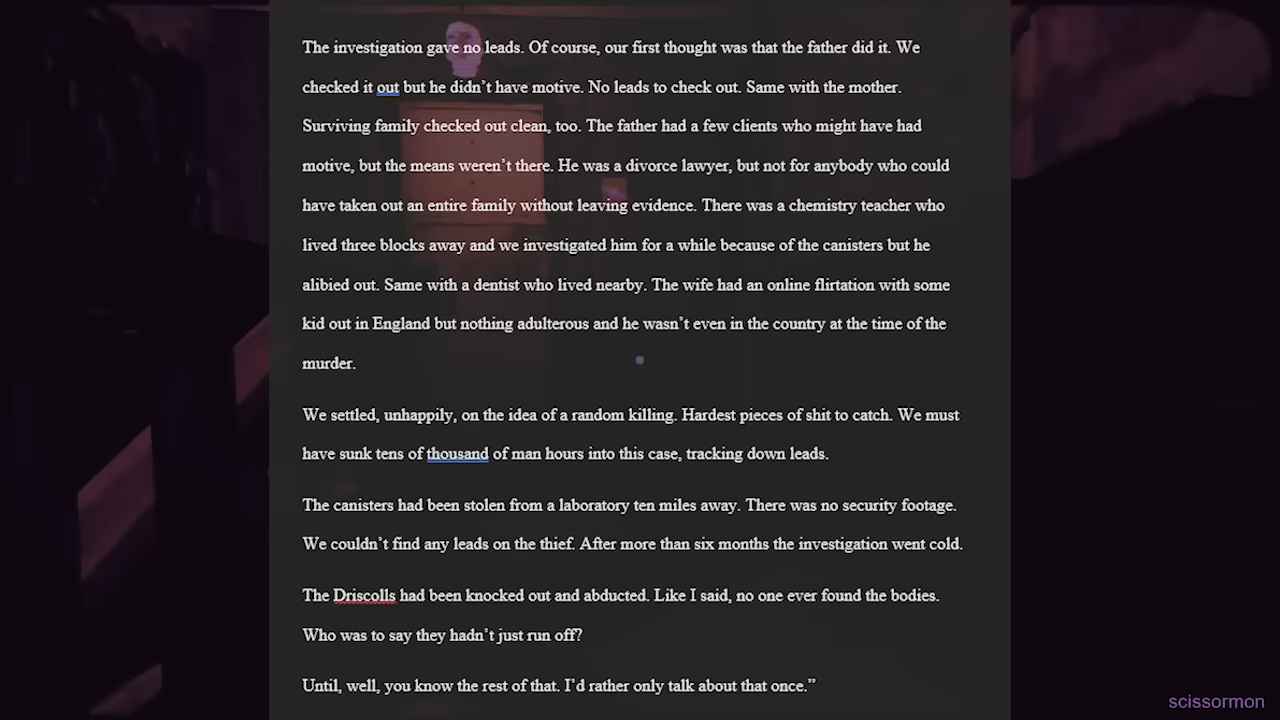 The investigation gave no leads. Of course, our first thought was that the father did it. We
checked it out but he didn’t have motive. No leads to check out. Same with the mother.
Surviving family checked out clean, too. The father had a few clients who might have had
motive, but the means weren’t there. He was a divorce lawyer, but not for anybody who could
have taken out an entire family without leaving evidence. There was a chemistry teacher who
lived three blocks away and we investigated him for a while because of the canisters but he
alibied out. Same with a dentist who lived nearby. The wife had an online flirtation with some
kid out in England but nothing adulterous and he wasn’t even in the country at the time of the
murder.
We settled, unhappily, on the idea of a random killing. Hardest pieces of shit to catch. We must
have sunk tens of thousand of man hours into this case, tracking down leads.
The canisters had been stolen from a laboratory ten miles away. There was no security footage.
We couldn’t find any leads on the thief. After more than six months the investigation went cold.
The Driscolls had been knocked out and abducted. Like I said, no one ever found the bodies.
Who was to say they hadn’t just run off?
Until, well, you know the rest of that. I’d rather only talk about that once.”
scissormon